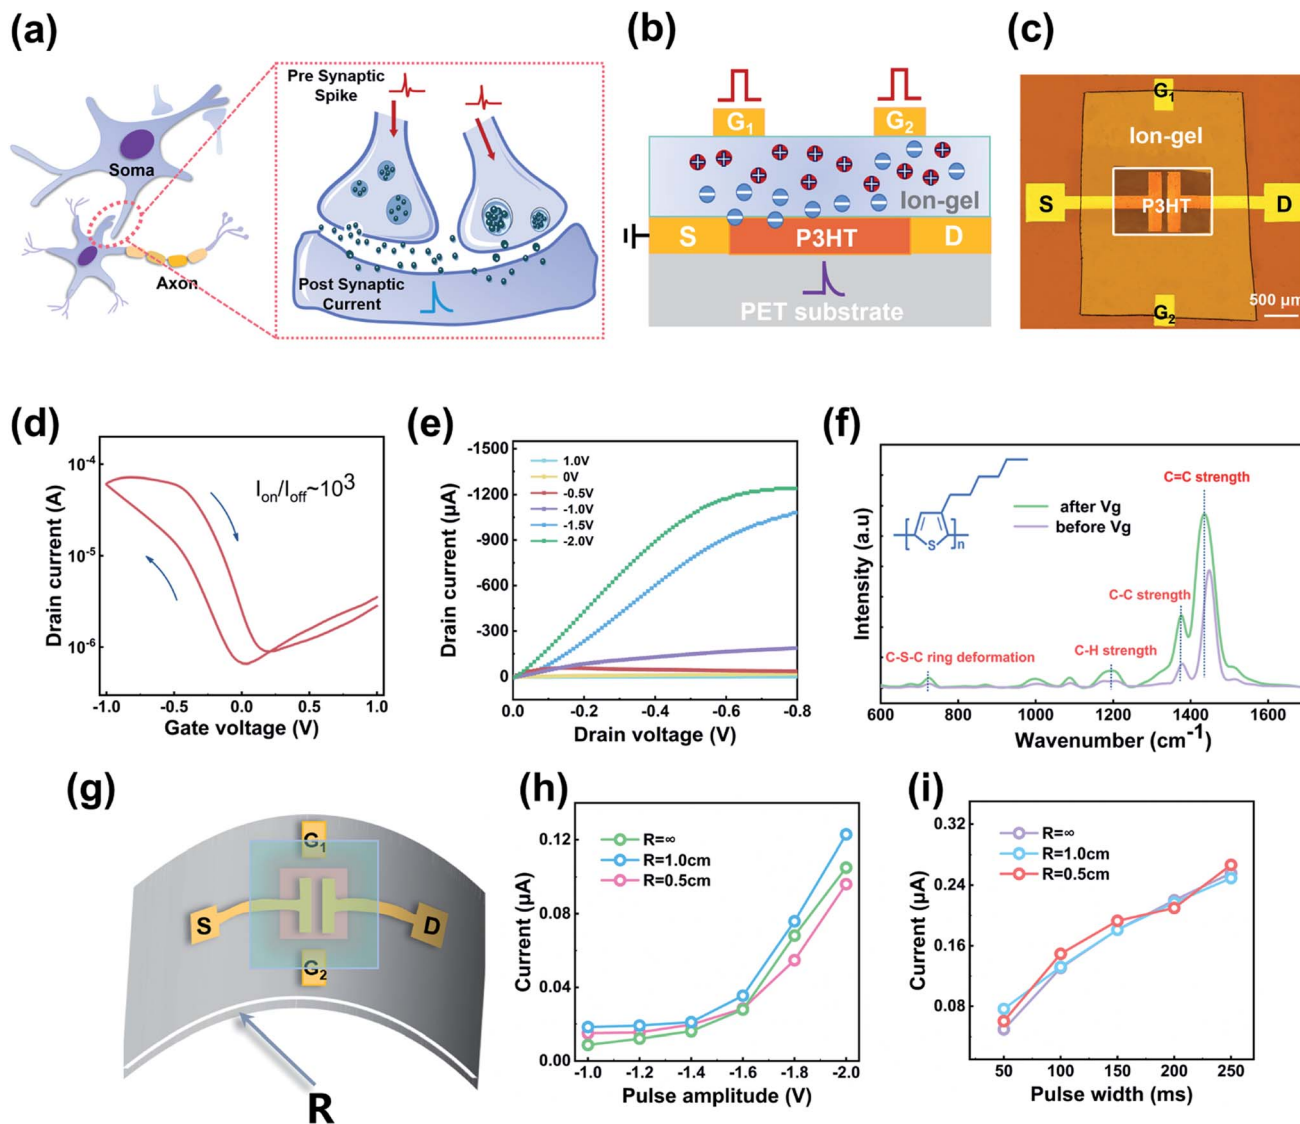 (a)
Pre Synaptic
Spike
Soma
Axon
Post Synaptic
Current
(b)
G₁
G₂
Ion-gel
S
P3HT
D
PET substrate
(c)
G₁
Ion-gel
S
P3HT
D
G₂
500 µm
(d)
Drain current (A)
10⁻⁴
10⁻⁵
10⁻⁶
Ion/Ioff~10³
-1.0
-0.5
0.0
0.5
1.0
Gate voltage (V)
(e)
Drain current (µA)
-1500
-1200
-900
-600
-300
0
1.0V
0V
-0.5V
-1.0V
-1.5V
-2.0V
0.0
-0.2
-0.4
-0.6
-0.8
Drain voltage (V)
(f)
Intensity (a.u)
S
n
after Vg
before Vg
C=C strength
C-C strength
C-H strength
C-S-C ring deformation
600
800
1000
1200
1400
1600
Wavenumber (cm⁻¹)
(g)
G₁
S
D
G₂
R
(h)
Current (µA)
0.12
0.08
0.04
0.00
R=∞
R=1.0cm
R=0.5cm
-1.0
-1.2
-1.4
-1.6
-1.8
-2.0
Pulse amplitude (V)
(i)
Current (µA)
0.32
0.24
0.16
0.08
R=∞
R=1.0cm
R=0.5cm
50
100
150
200
250
Pulse width (ms)